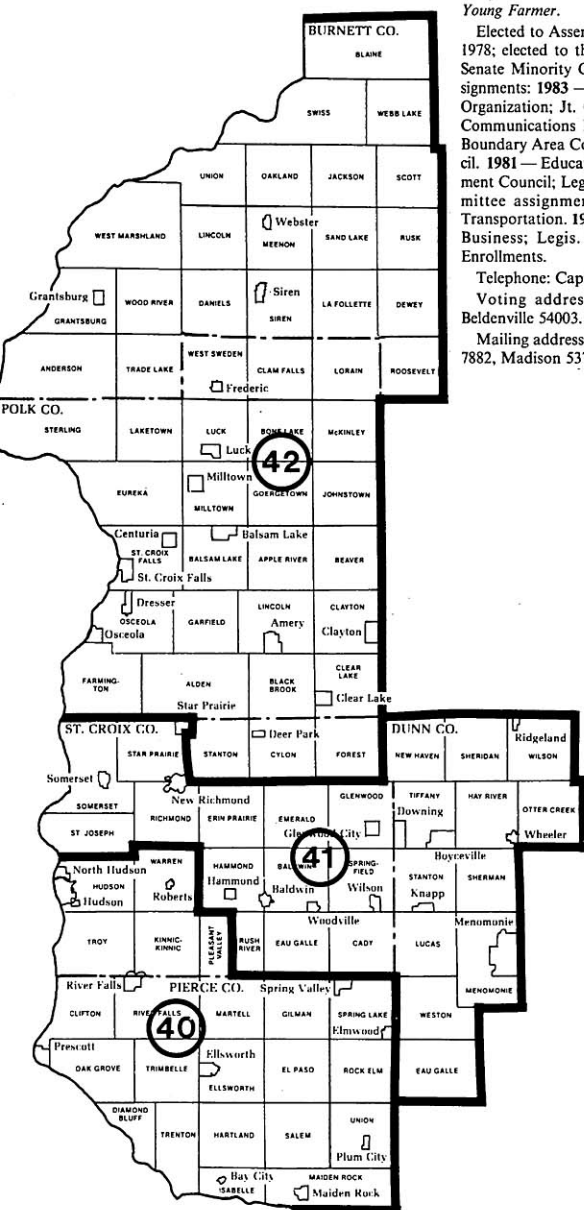 Young Farmer.
Elected to Assem
1978; elected to th
Senate Minority C
signments: 1983 —
Organization; Jt.
Communications
Boundary Area Co
cil. 1981 — Educa
ment Council; Leg
mittee assignmen
Transportation. 19
Business; Legis.
Enrollments.
Telephone: Cap
Voting addres
Beldenville 54003.
Mailing address
7882, Madison 537
BURNETT CO.
BLAINE
SWISS
WEBB LAKE
UNION
OAKLAND
JACKSON
SCOTT
WEST MARSHLAND
LINCOLN
Webster
MEENON
SAND LAKE
RUSK
Grantsburg
GRANTSBURG
WOOD RIVER
DANIELS
Siren
SIREN
LA FOLLETTE
DEWEY
ANDERSON
TRADE LAKE
WEST SWEDEN
Frederic
CLAM FALLS
LORAIN
ROOSEVELT
POLK CO.
STERLING
LAKETOWN
LUCK
Luck
BONE LAKE
McKINLEY
42
EUREKA
Milltown
MILLTOWN
GOERGETOWN
JOHNSTOWN
Centuria
ST. CROIX
FALLS
St. Croix Falls
Balsam Lake
BALSAM LAKE
APPLE RIVER
BEAVER
Dresser
OSCEOLA
Osceola
GARFIELD
LINCOLN
Amery
CLAYTON
Clayton
FARMING-
TON
ALDEN
Star Prairie
BLACK
BROOK
CLEAR
LAKE
Clear Lake
ST. CROIX CO.
STAR PRAIRIE
STANTON
Deer Park
CYLON
FOREST
DUNN CO.
NEW HAVEN
SHERIDAN
Ridgeland
WILSON
Somerset
SOMERSET
New Richmond
RICHMOND
ERIN PRAIRIE
EMERALD
GLENWOOD
Glenwood City
TIFFANY
Downing
HAY RIVER
OTTER CREEK
Wheeler
ST JOSEPH
41
Boyceville
North Hudson
HUDSON
Hudson
WARREN
Roberts
HAMMOND
Hammond
BALDWIN
Baldwin
SPRING-
FIELD
Wilson
STANTON
Knapp
SHERMAN
Woodville
Menomonie
TROY
KINNIC-
KINNIC
PLEASANT
VALLEY
RUSH
RIVER
EAU GALLE
CADY
LUCAS
MENOMONIE
River Falls
PIERCE CO.
Spring Valley
CLIFTON
RIVER FALLS
MARTELL
GILMAN
SPRING LAKE
Elmwood
WESTON
40
Prescott
OAK GROVE
TRIMBELLE
Ellsworth
ELLSWORTH
EL PASO
ROCK ELM
EAU GALLE
DIAMOND
BLUFF
TRENTON
HARTLAND
SALEM
UNION
Plum City
Bay City
ISABELLE
MAIDEN ROCK
Maiden Rock